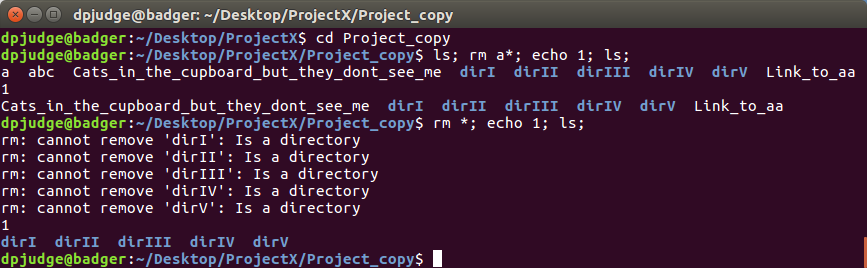 dpjudge@badger: ~/Desktop/ProjectX/Project_copy
dpjudge@badger:~/Desktop/ProjectX$ cd Project_copy
dpjudge@badger:~/Desktop/ProjectX/Project_copy$ ls; rm a*; echo 1; ls;
a  abc  Cats_in_the_cupboard_but_they_dont_see_me  dirI  dirII  dirIII  dirIV  dirV  Link_to_aa
1
Cats_in_the_cupboard_but_they_dont_see_me  dirI  dirII  dirIII  dirIV  dirV  Link_to_aa
dpjudge@badger:~/Desktop/ProjectX/Project_copy$ rm *; echo 1; ls;
rm: cannot remove 'dirI': Is a directory
rm: cannot remove 'dirII': Is a directory
rm: cannot remove 'dirIII': Is a directory
rm: cannot remove 'dirIV': Is a directory
rm: cannot remove 'dirV': Is a directory
1
dirI  dirII  dirIII  dirIV  dirV
dpjudge@badger:~/Desktop/ProjectX/Project_copy$